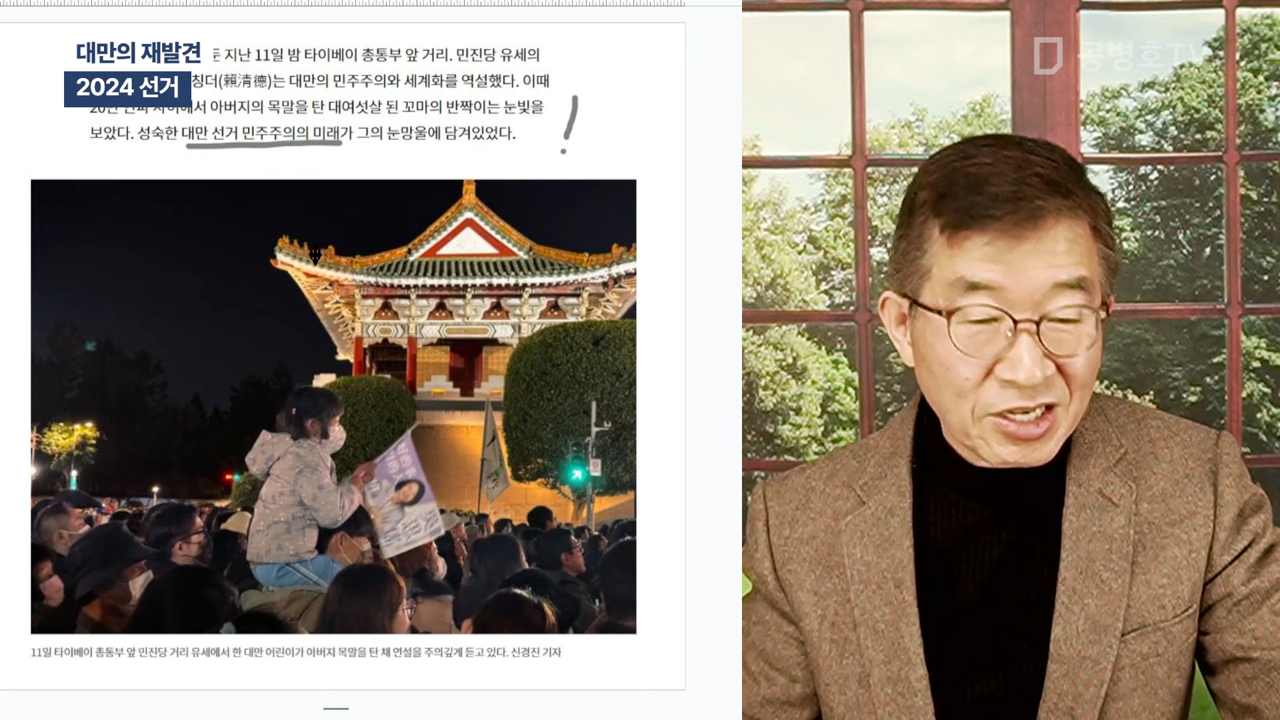 대만의 재발견
2024 선거
지난 11일 밤 타이베이 총통부 앞 거리. 민진당 유세의
칭더(賴清德)는 대만의 민주주의와 세계화를 역설했다. 이때
아버지의 목말을 탄 대여섯살 된 꼬마의 반짝이는 눈빛을
보았다. 성숙한 대만 선거 민주주의의 미래가 그의 눈망울에 담겨있었다.
!
11일 타이베이 총통부 앞 민진당 거리 유세에서 한 대만 어린이가 아버지 목말을 탄 채 연설을 주의깊게 듣고 있다. 신경진 기자
공병호TV